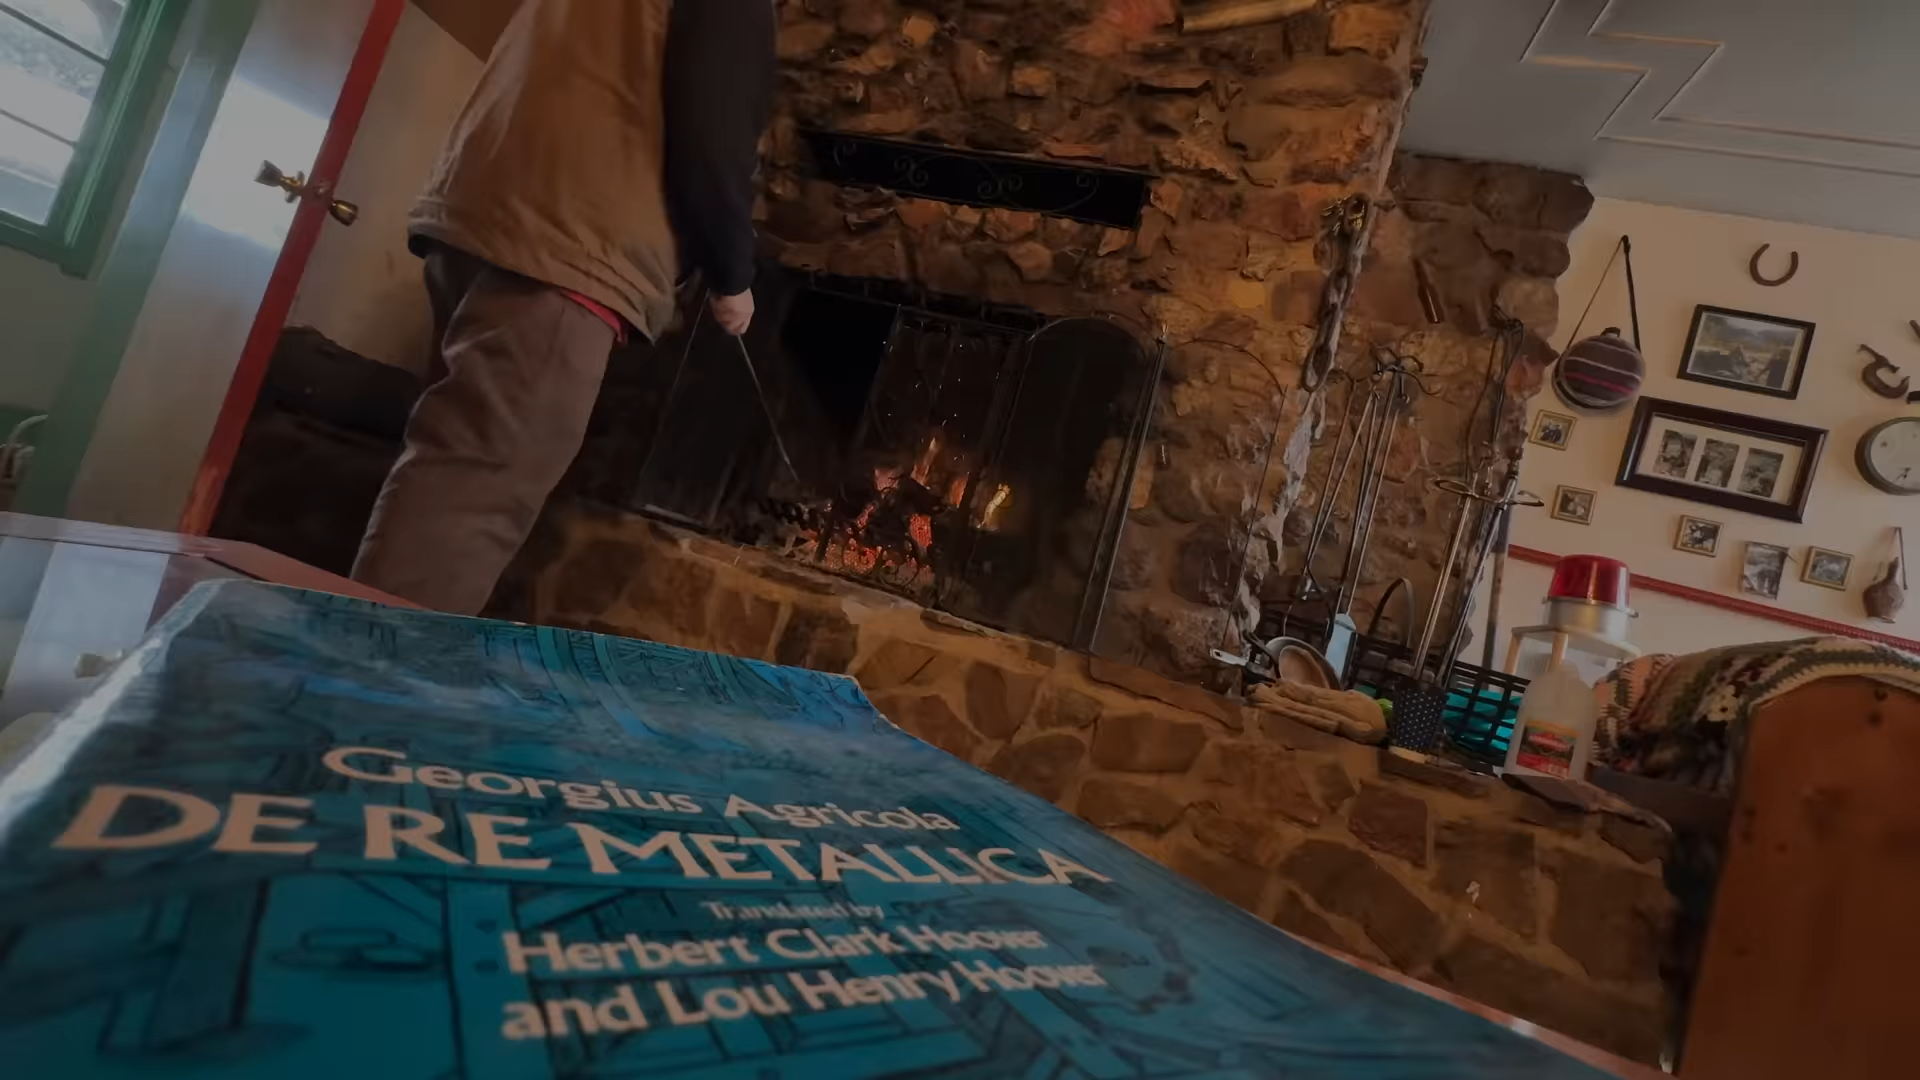 Georgius Agricola
DE RE METALLICA
Translated by
Herbert Clark Hoover
and Lou Henry Hoover